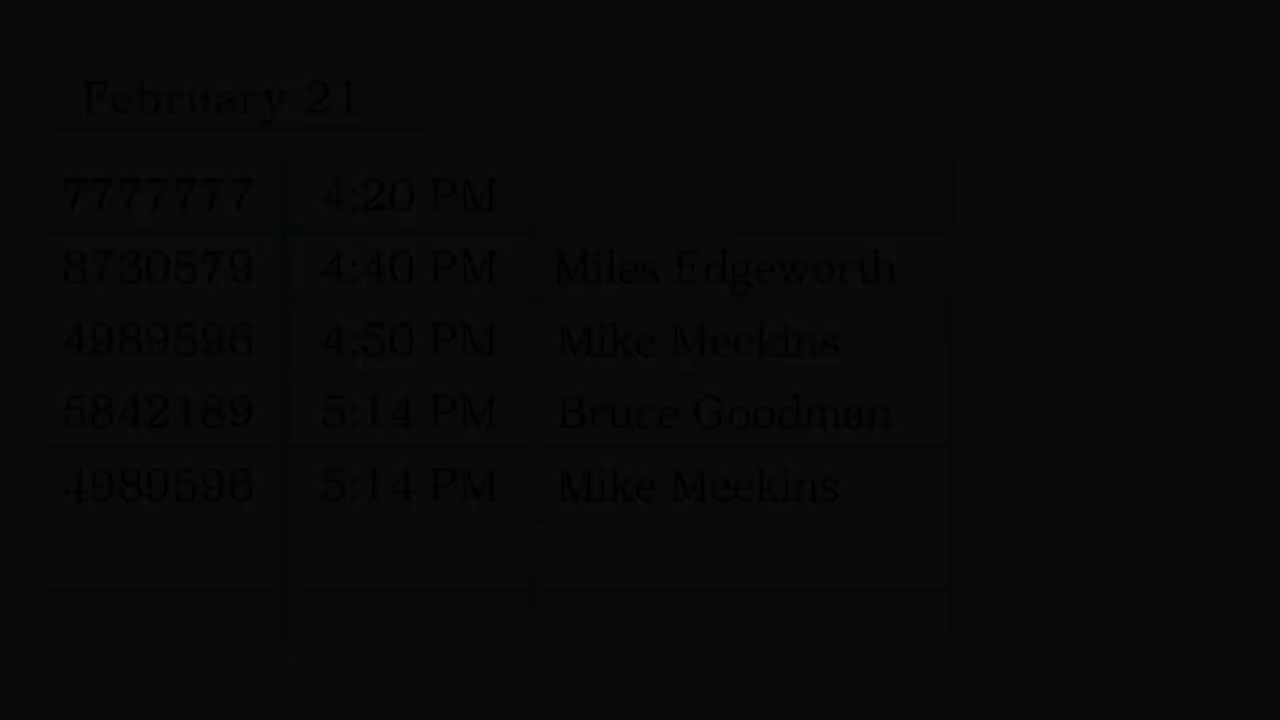 February 21
7777777 4:20 PM
8730579 4:40 PM Miles Edgeworth
4989596 4:50 PM Mike Meekins
5842189 5:14 PM Bruce Goodman
4989596 5:14 PM Mike Meekins